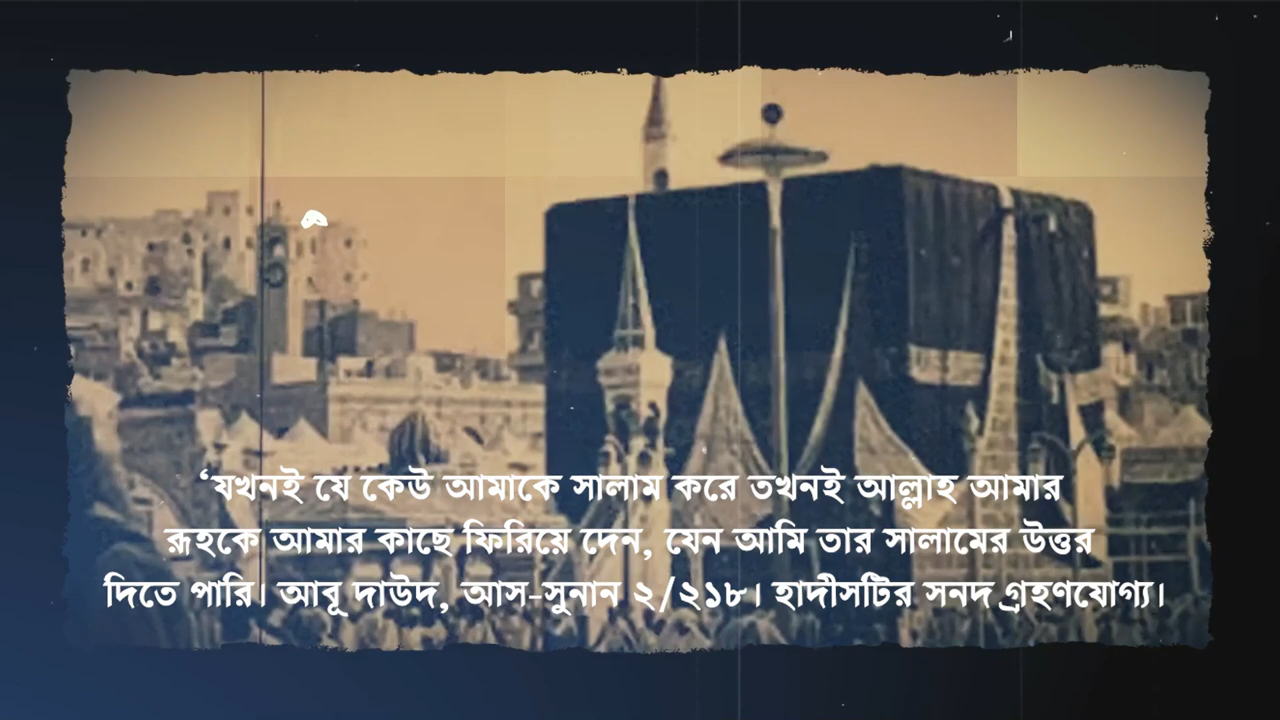 ‘যখনই যে কেউ আমাকে সালাম করে তখনই আল্লাহ আমার
রূহকে আমার কাছে ফিরিয়ে দেন, যেন আমি তার সালামের উত্তর
দিতে পারি। আবূ দাউদ, আস-সুনান ২/২১৮। হাদীসটির সনদ গ্রহণযোগ্য।